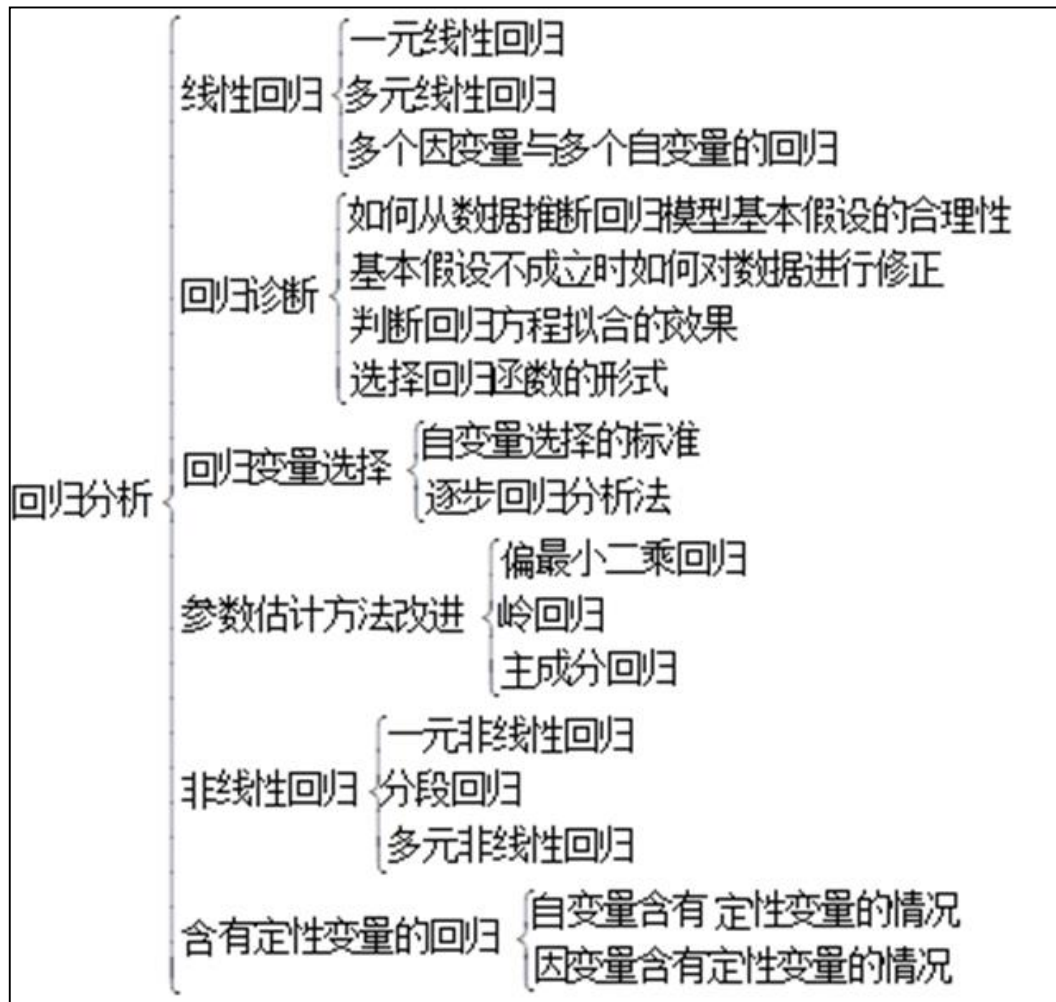 回归分析
线性回归
一元线性回归
多元线性回归
多个因变量与多个自变量的回归
回归诊断
如何从数据推断回归模型基本假设的合理性
基本假设不成立时如何对数据进行修正
判断回归方程拟合的效果
选择回归函数的形式
回归变量选择
自变量选择的标准
逐步回归分析法
参数估计方法改进
偏最小二乘回归
岭回归
主成分回归
非线性回归
一元非线性回归
分段回归
多元非线性回归
含有定性变量的回归
自变量含有 定性变量的情况
因变量含有定性变量的情况